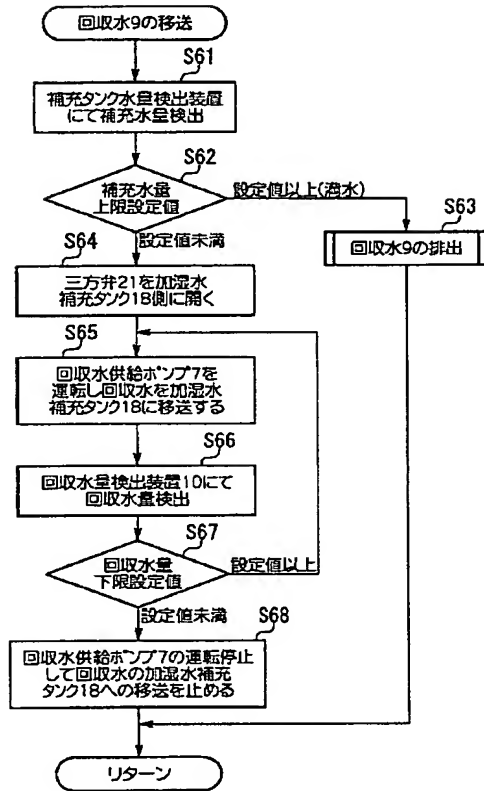 回収水9の移送
S61
補充タンク水量検出装置
にて補充水量検出
S62
補充水量
上限設定値
設定値以上(満水)
S63
回収水9の排出
設定値未満
S64
三方弁21を加湿水
補充タンク18側に開く
S65
回収水供給ポンプ7を
運転し回収水を加湿水
補充タンク18に移送する
S66
回収水量検出装置10にて
回収水量検出
S67
回収水量
下限設定値
設定値以上
設定値未満
S68
回収水供給ポンプ7の運転停止
して回収水の加湿水補充
タンク18への移送を止める
リターン